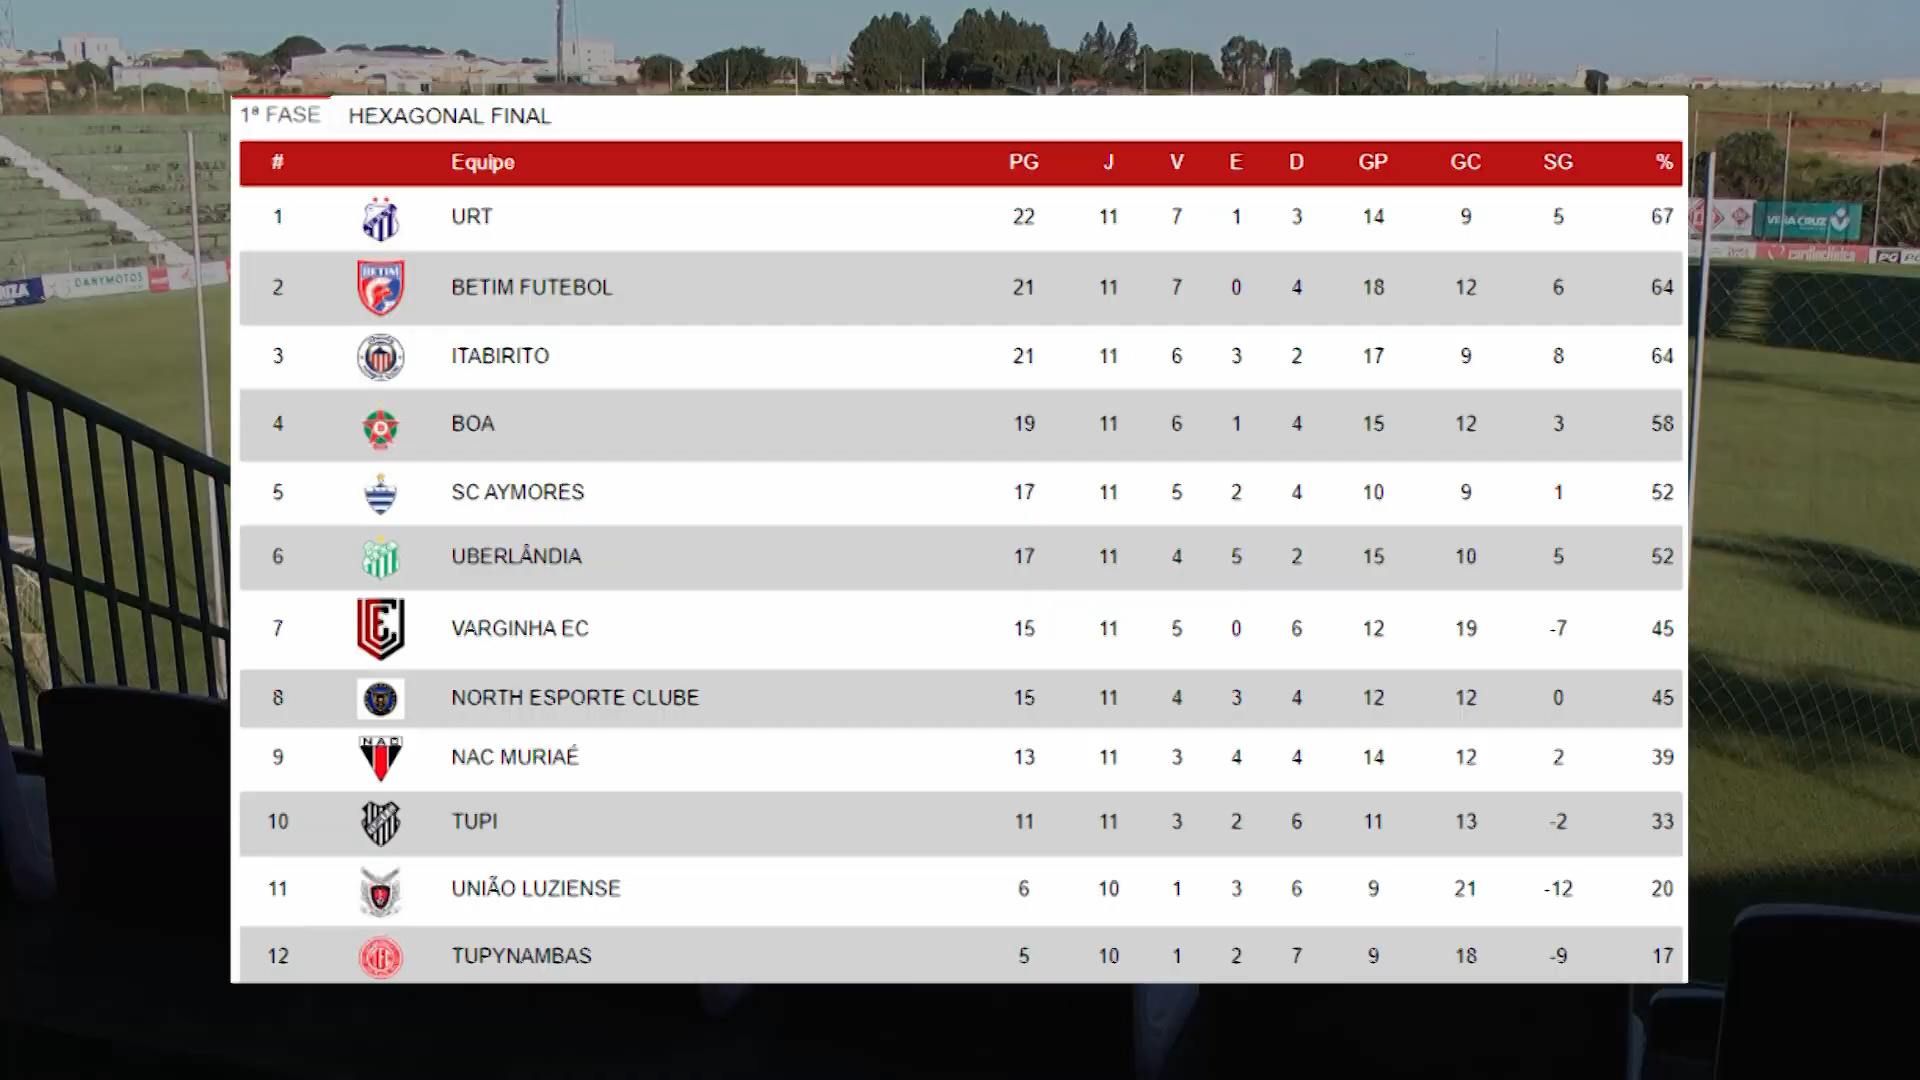 1ª FASE HEXAGONAL FINAL
# Equipe PG J V E D GP GC SG %
1 URT 22 11 7 1 3 14 9 5 67
BETIM
2 BETIM FUTEBOL 21 11 7 0 4 18 12 6 64
3 ITABIRITO 21 11 6 3 2 17 9 8 64
4 BOA 19 11 6 1 4 15 12 3 58
5 SC AYMORES 17 11 5 2 4 10 9 1 52
6 UBERLÂNDIA 17 11 4 5 2 15 10 5 52
7 VARGINHA EC 15 11 5 0 6 12 19 -7 45
8 NORTH ESPORTE CLUBE 15 11 4 3 4 12 12 0 45
NAC
9 NAC MURIAÉ 13 11 3 4 4 14 12 2 39
10 TUPI 11 11 3 2 6 11 13 -2 33
11 UNIÃO LUZIENSE 6 10 1 3 6 9 21 -12 20
12 TUPYNAMBAS 5 10 1 2 7 9 18 -9 17
DANYMOTOS
VERA CRUZ